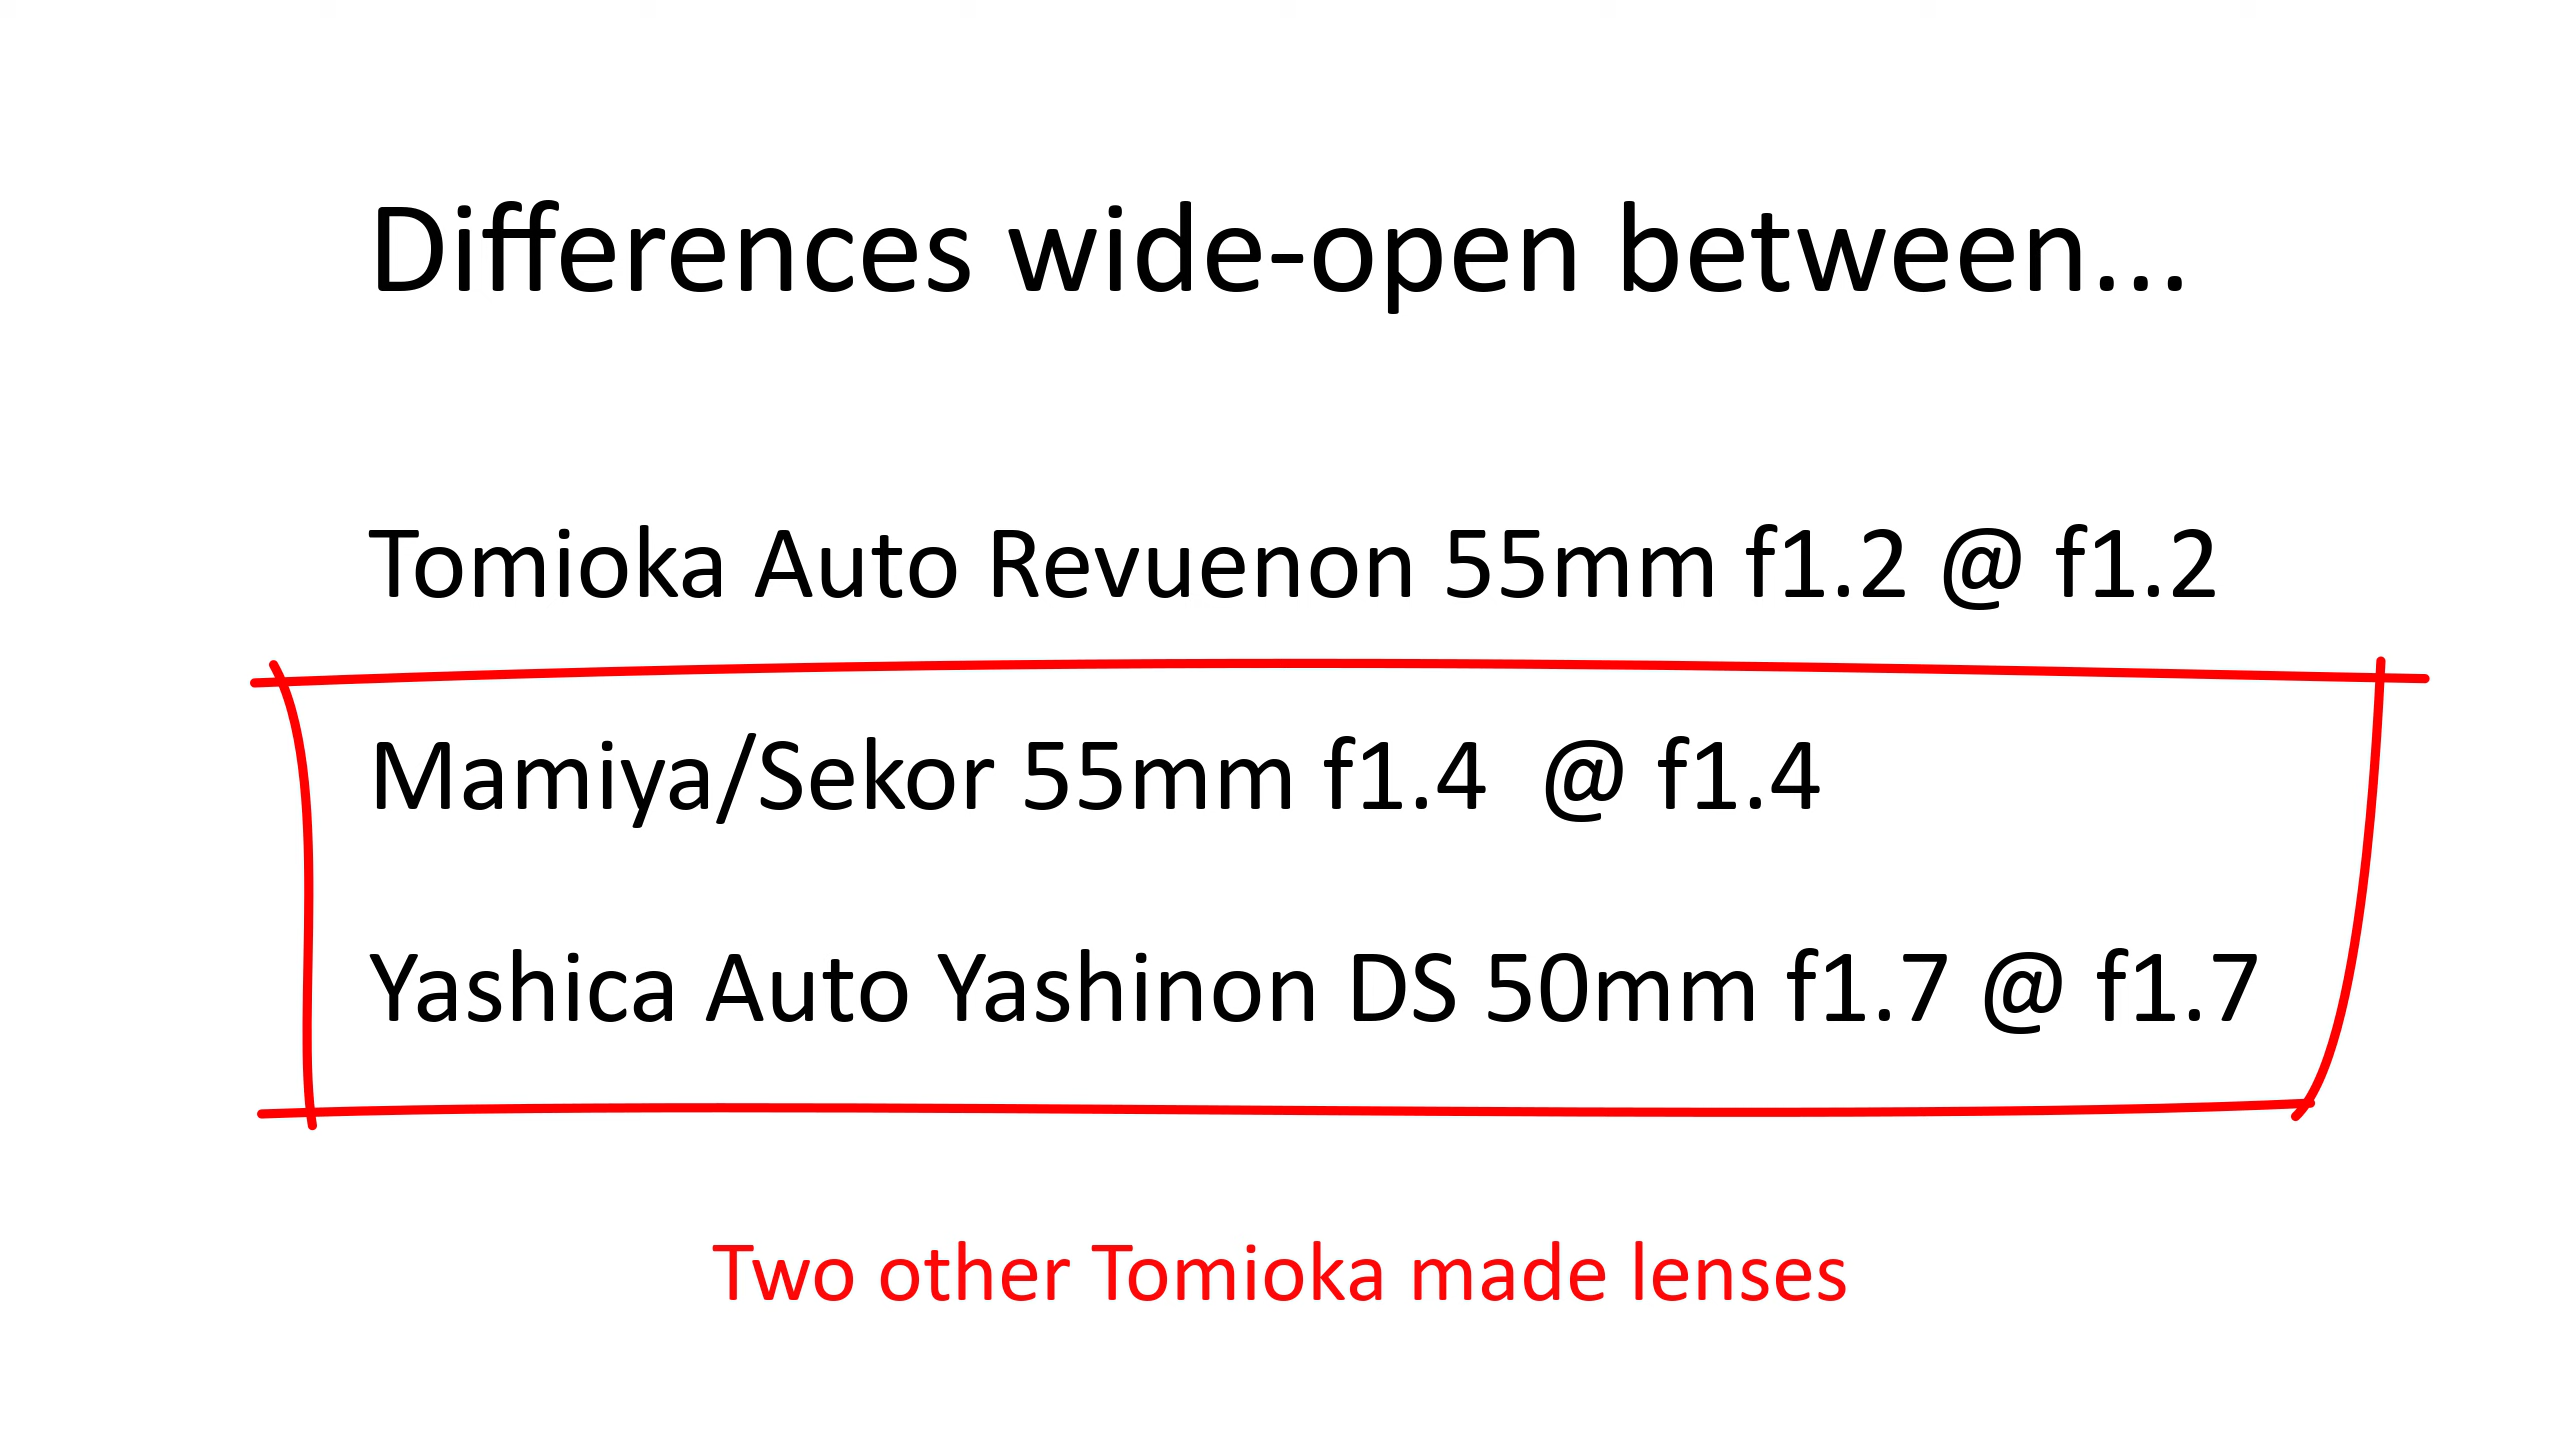 Differences wide-open between...
Tomioka Auto Revuenon 55mm f1.2 @ f1.2
Mamiya/Sekor 55mm f1.4  @ f1.4
Yashica Auto Yashinon DS 50mm f1.7 @ f1.7
Two other Tomioka made lenses